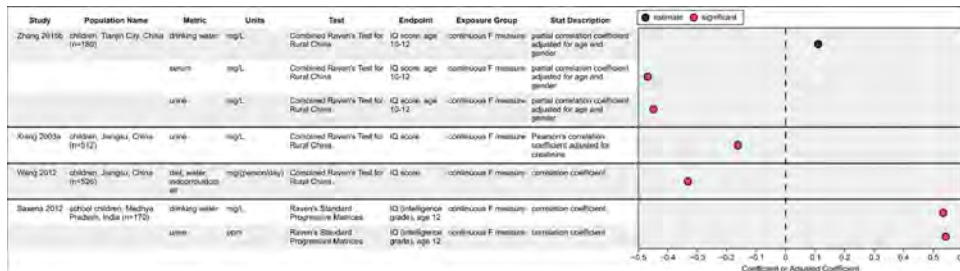 Study Population Name Metric Units Test Endpoint Exposure Group Stat Description
estimate significant
Zhang 2015b children, Tianjin City, China drinking water mg/L Combined Raven's Test for IQ score, age continuous F measure partial correlation coefficient
(n=180) Rural China 10-12 adjusted for age and
gender
serum mg/L Combined Raven's Test for IQ score, age continuous F measure partial correlation coefficient
Rural China 10-12 adjusted for age and
gender
urine mg/L Combined Raven's Test for IQ score, age continuous F measure partial correlation coefficient
Rural China 10-12 adjusted for age and
gender
Xiang 2003a children, Jiangsu, China urine mg/L Combined Raven's Test for IQ score continuous F measure Pearson's correlation
(n=512) Rural China coefficient adjusted for
creatinine
Wang 2012 children, Jiangsu, China diet, water, mg/(person/day) Combined Raven's Test for IQ score continuous F measure correlation coefficient
(n=526) Rural China
air
Saxena 2012 school children, Madhya drinking water mg/L Raven's Standard IQ (intelligence continuous F measure correlation coefficient
Pradesh, India (n=170) Progressive Matrices grade), age 12
urine ppm Raven's Standard IQ (intelligence continuous F measure correlation coefficient
Progressive Matrices grade), age 12
−0.5 −0.4 −0.3 −0.2 −0.1 0 0.1 0.2 0.3 0.4 0.5 0.6
Coefficient or Adjusted Coefficient